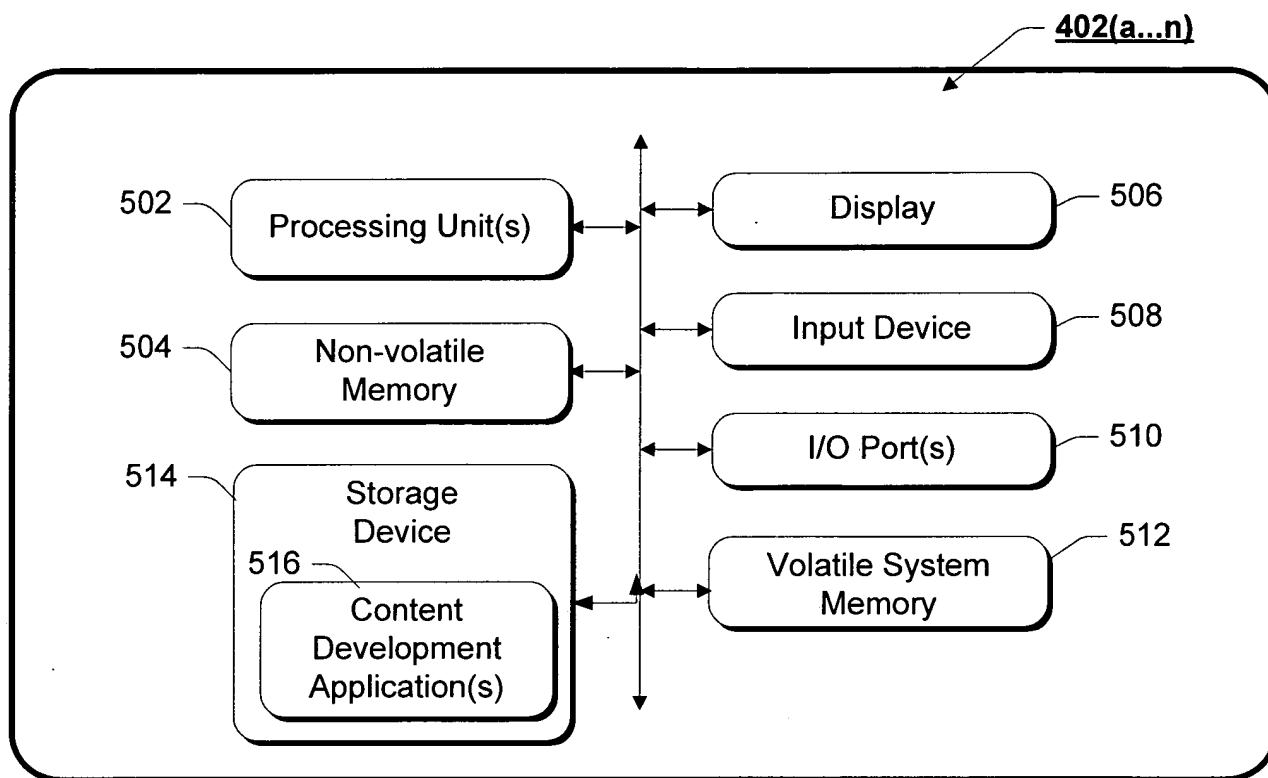 402(a...n)
502
Processing Unit(s)
Display
506
504
Non-volatile
Memory
Input Device
508
I/O Port(s)
510
514
Storage
Device
516
Content
Development
Application(s)
Volatile System
Memory
512